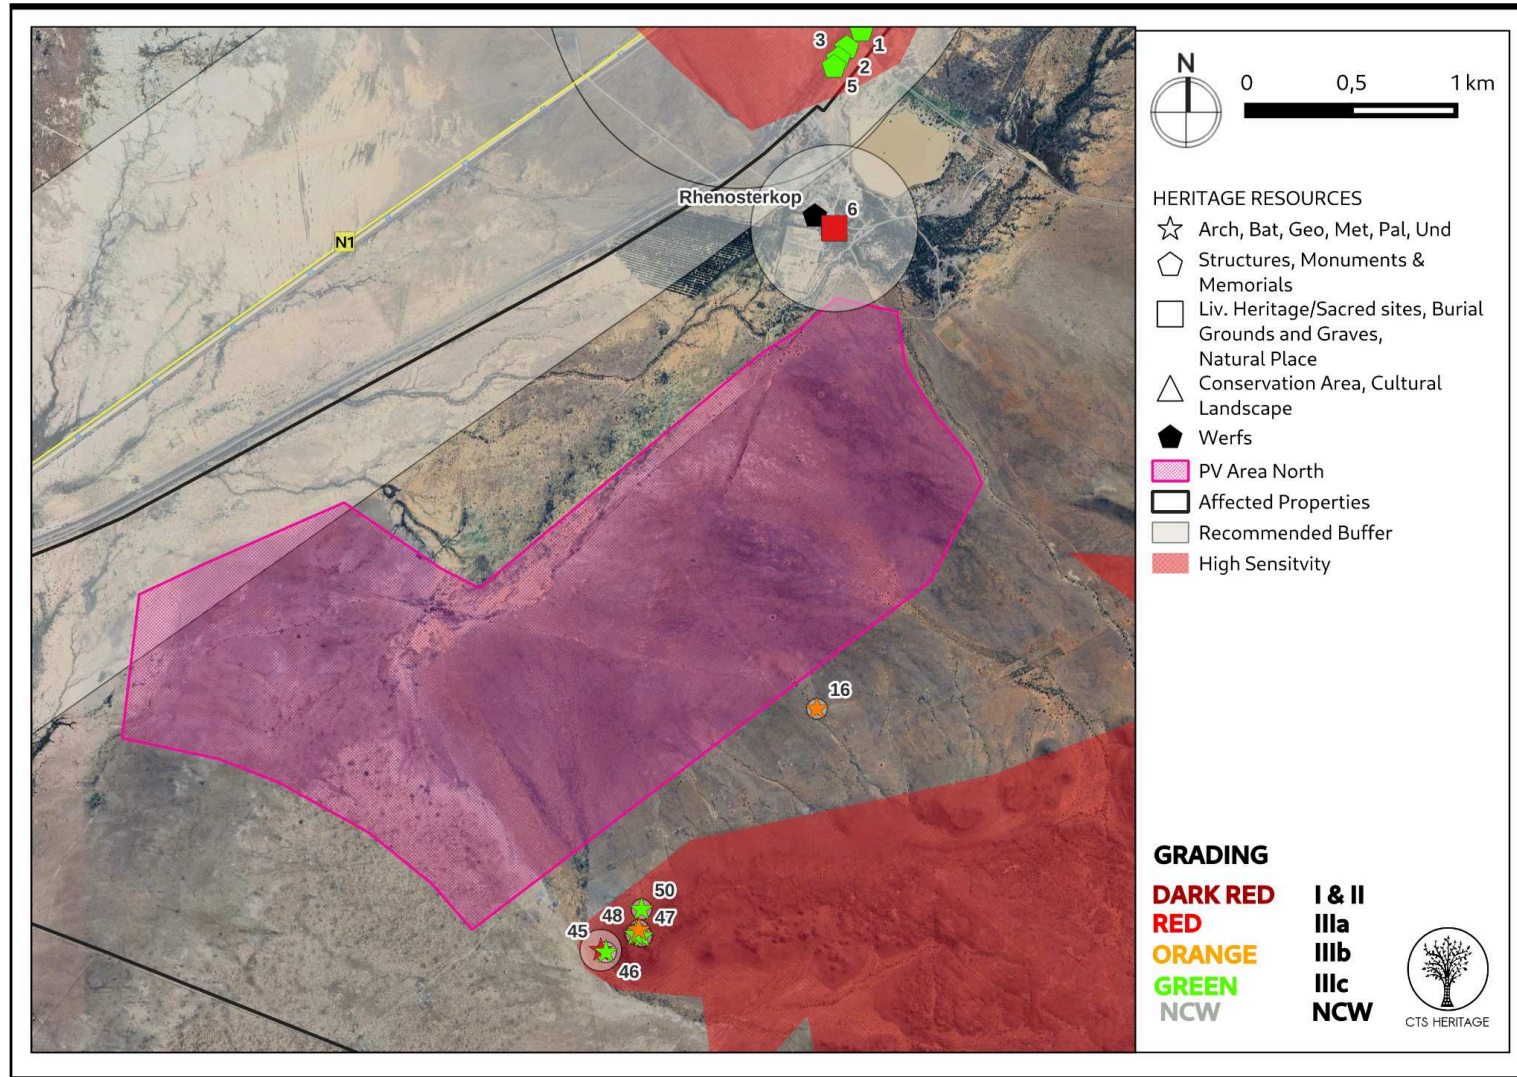 3
1
2
5
Rhenosterkop
6
N1
16
50
48
47
45
46
N
0
0,5
1 km
HERITAGE RESOURCES
Arch, Bat, Geo, Met, Pal, Und
Structures, Monuments &
Memorials
Liv. Heritage/Sacred sites, Burial
Grounds and Graves,
Natural Place
Conservation Area, Cultural
Landscape
Werfs
PV Area North
Affected Properties
Recommended Buffer
High Sensitvity
GRADING
DARK RED I & II
RED IIIa
ORANGE IIIb
GREEN IIIc
NCW NCW
CTS HERITAGE